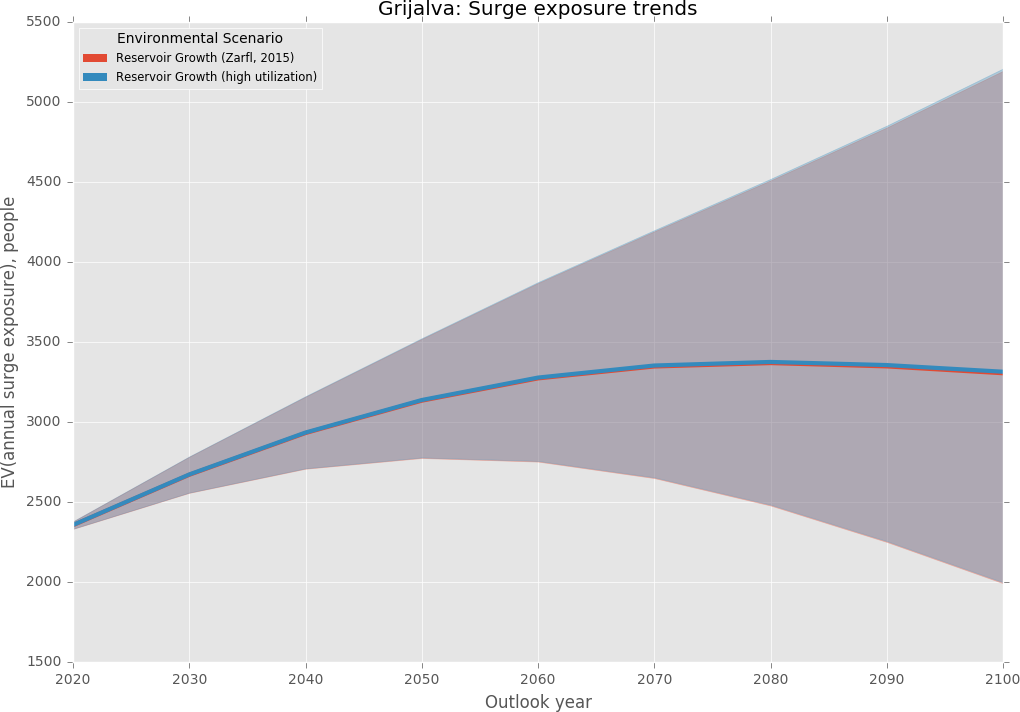 Grijalva: Surge exposure trends
Environmental Scenario
Reservoir Growth (Zarfl, 2015)
Reservoir Growth (high utilization)
EV(annual surge exposure), people
5500
5000
4500
4000
3500
3000
2500
2000
1500
2020 2030 2040 2050 2060 2070 2080 2090 2100
Outlook year